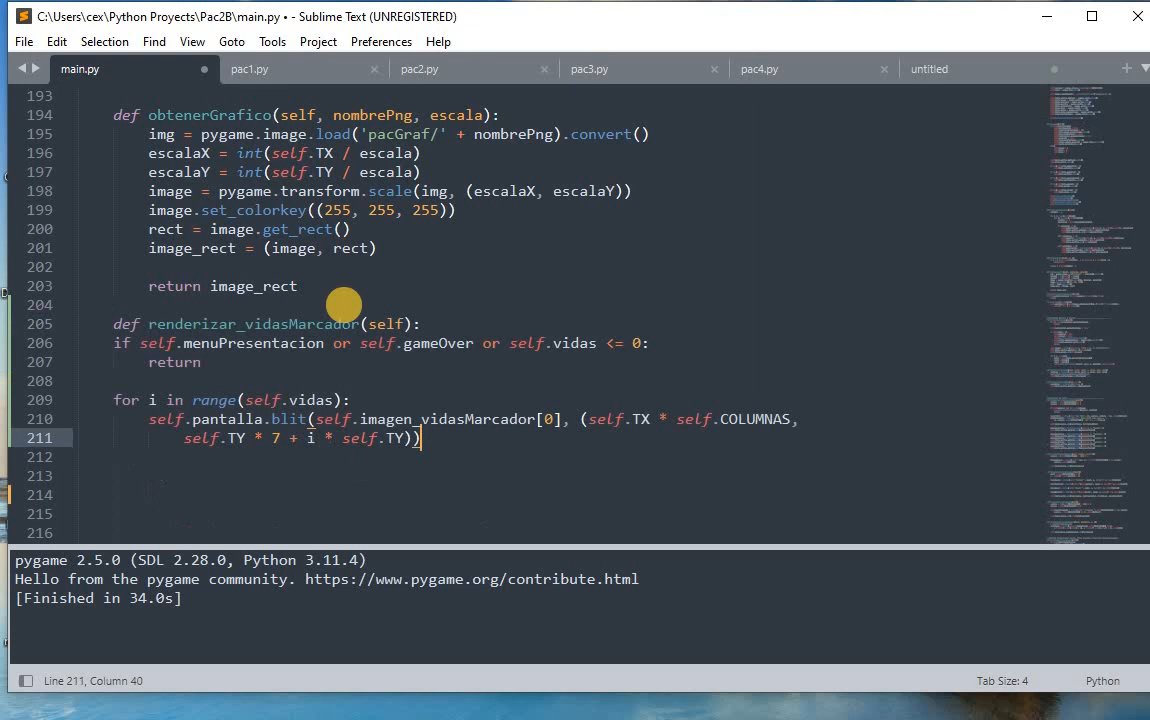 C:\Users\cex\Python Proyects\Pac2B\main.py • - Sublime Text (UNREGISTERED)
File Edit Selection Find View Goto Tools Project Preferences Help
main.py pac1.py pac2.py pac3.py pac4.py untitled
193
194 def obtenerGrafico(self, nombrePng, escala):
195 img = pygame.image.load('pacGraf/' + nombrePng).convert()
196 escalaX = int(self.TX / escala)
197 escalaY = int(self.TY / escala)
198 image = pygame.transform.scale(img, (escalaX, escalaY))
199 image.set_colorkey((255, 255, 255))
200 rect = image.get_rect()
201 image_rect = (image, rect)
202
203 return image_rect
204
205 def renderizar_vidasMarcador(self):
206 if self.menuPresentacion or self.gameOver or self.vidas <= 0:
207 return
208
209 for i in range(self.vidas):
210 self.pantalla.blit(self.imagen_vidasMarcador[0], (self.TX * self.COLUMNAS,
211 self.TY * 7 + i * self.TY))
212
213
214
215
216
pygame 2.5.0 (SDL 2.28.0, Python 3.11.4)
Hello from the pygame community. https://www.pygame.org/contribute.html
[Finished in 34.0s]
Line 211, Column 40 Tab Size: 4 Python